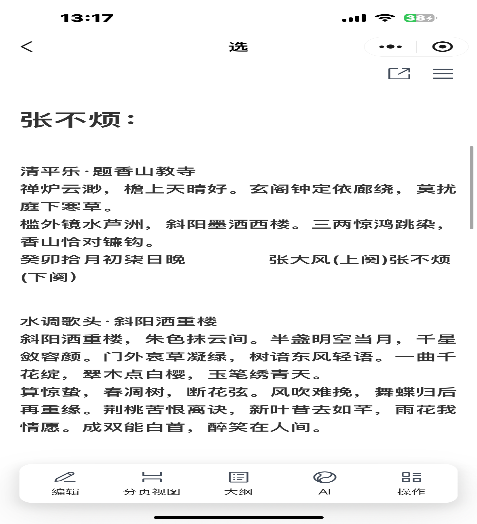 13:17
38
选
张不烦:
清平乐·题香山教寺
禅炉云渺，檐上天晴好。玄阁钟定依廊绕，莫扰
庭下寒草。
槛外镜水芦洲，斜阳墨洒西楼。三两惊鸿跳染，
香山恰对镰钩。
癸卯拾月初柒日晚 张大风(上阕)张不烦
(下阕)
水调歌头·斜阳洒重楼
斜阳洒重楼，朱色抹云间。半盏明空当月，千星
敛容颜。门外哀草凝绿，树谙东风轻语。一曲千
花绽，翠木点白樱，玉笔绣青天。
算惊蛰，春凋树，断花弦。风吹难挽，舞蝶归后
再重缘。荆桃苦恨离诀，新叶昔去如芊，雨花我
情愿。成双能白首，醉笑在人间。
编辑 分页视图 大纲 AI 操作